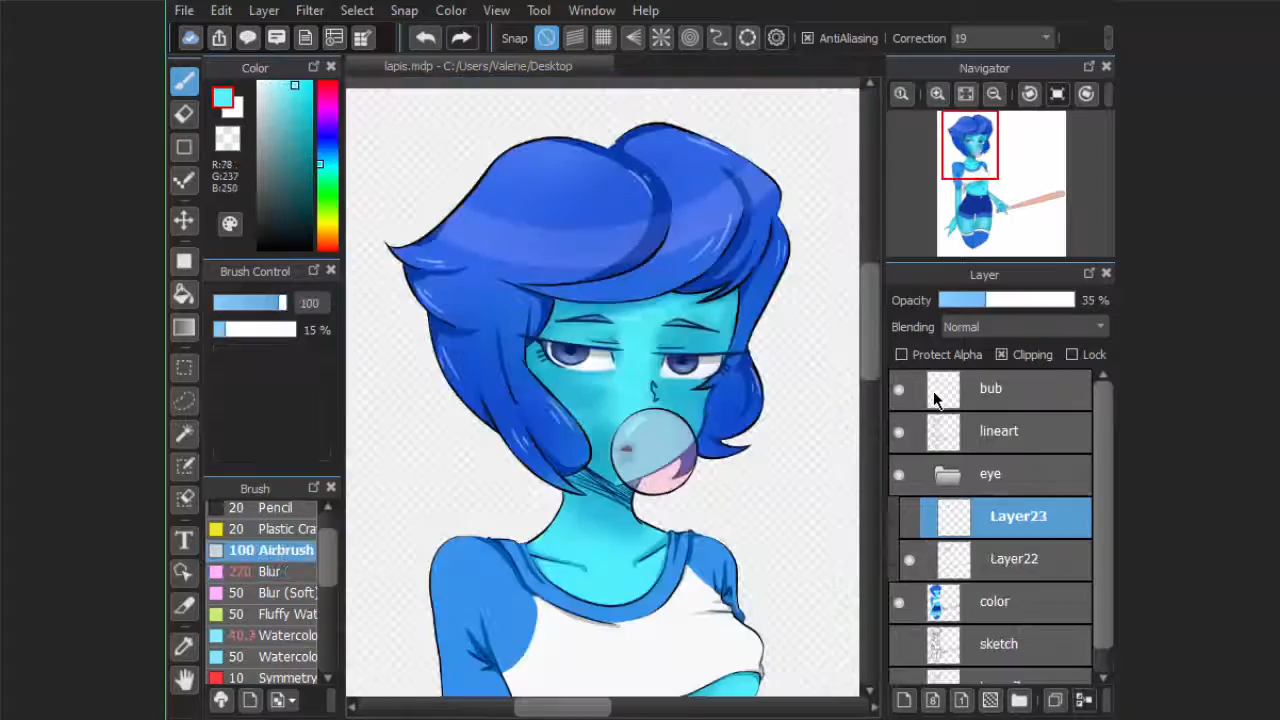 File Edit Layer Filter Select Snap Color View Tool Window Help
Snap AntiAliasing Correction 19
Color
lapis.mdp - C:/Users/Valerie/Desktop
Navigator
R:78
G:237
B:250
Brush Control
100
15 %
Layer
Opacity 35 %
Blending Normal
Protect Alpha Clipping Lock
bub
lineart
eye
Layer23
Layer22
color
sketch
Brush
20 Pencil
20 Plastic Cra
100 Airbrush
270 Blur
50 Blur (Soft)
50 Fluffy Wat
Watercolo
50 Watercolo
10 Symmetry